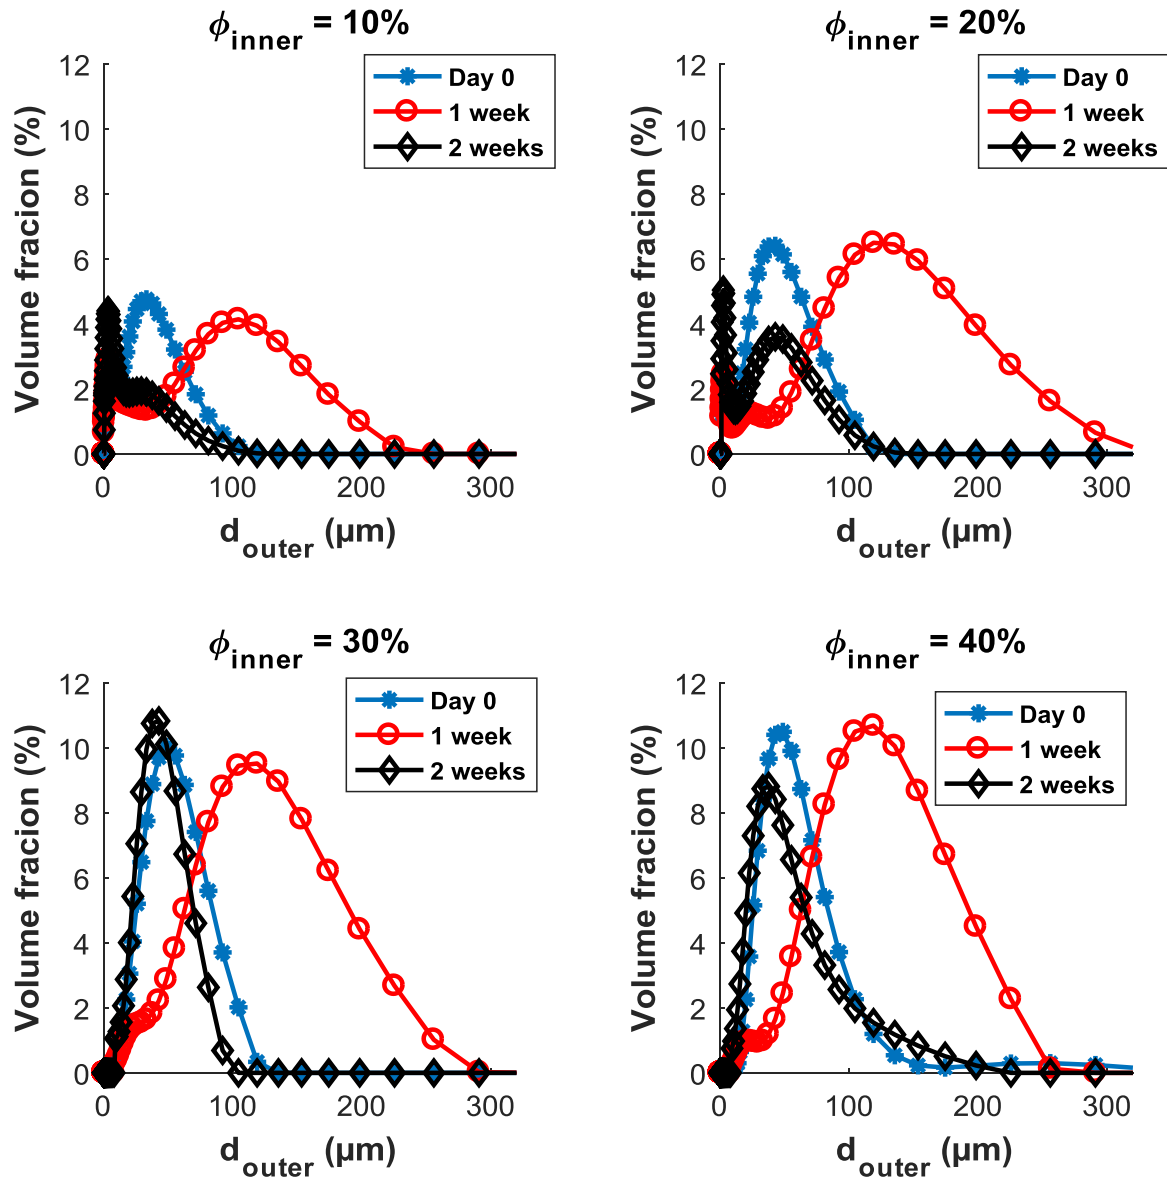 ϕinner = 10%
Day 0
1 week
2 weeks
Volume fracion (%)
12
10
8
6
4
2
0
0 100 200 300
douter (µm)
ϕinner = 20%
Day 0
1 week
2 weeks
Volume fracion (%)
12
10
8
6
4
2
0
0 100 200 300
douter (µm)
ϕinner = 30%
Day 0
1 week
2 weeks
Volume fracion (%)
12
10
8
6
4
2
0
0 100 200 300
douter (µm)
ϕinner = 40%
Day 0
1 week
2 weeks
Volume fracion (%)
12
10
8
6
4
2
0
0 100 200 300
douter (µm)